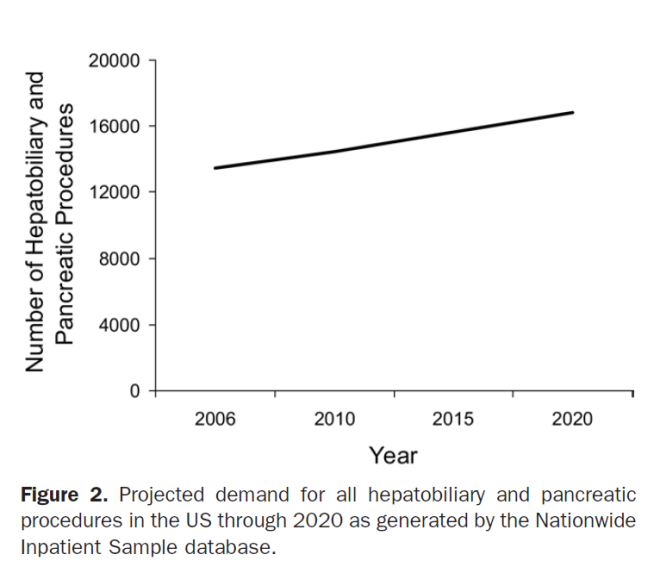 20000
16000
12000
8000
4000
0
Number of Hepatobiliary and
Pancreatic Procedures
2006 2010 2015 2020
Year
Figure 2. Projected demand for all hepatobiliary and pancreatic
procedures in the US through 2020 as generated by the Nationwide
Inpatient Sample database.